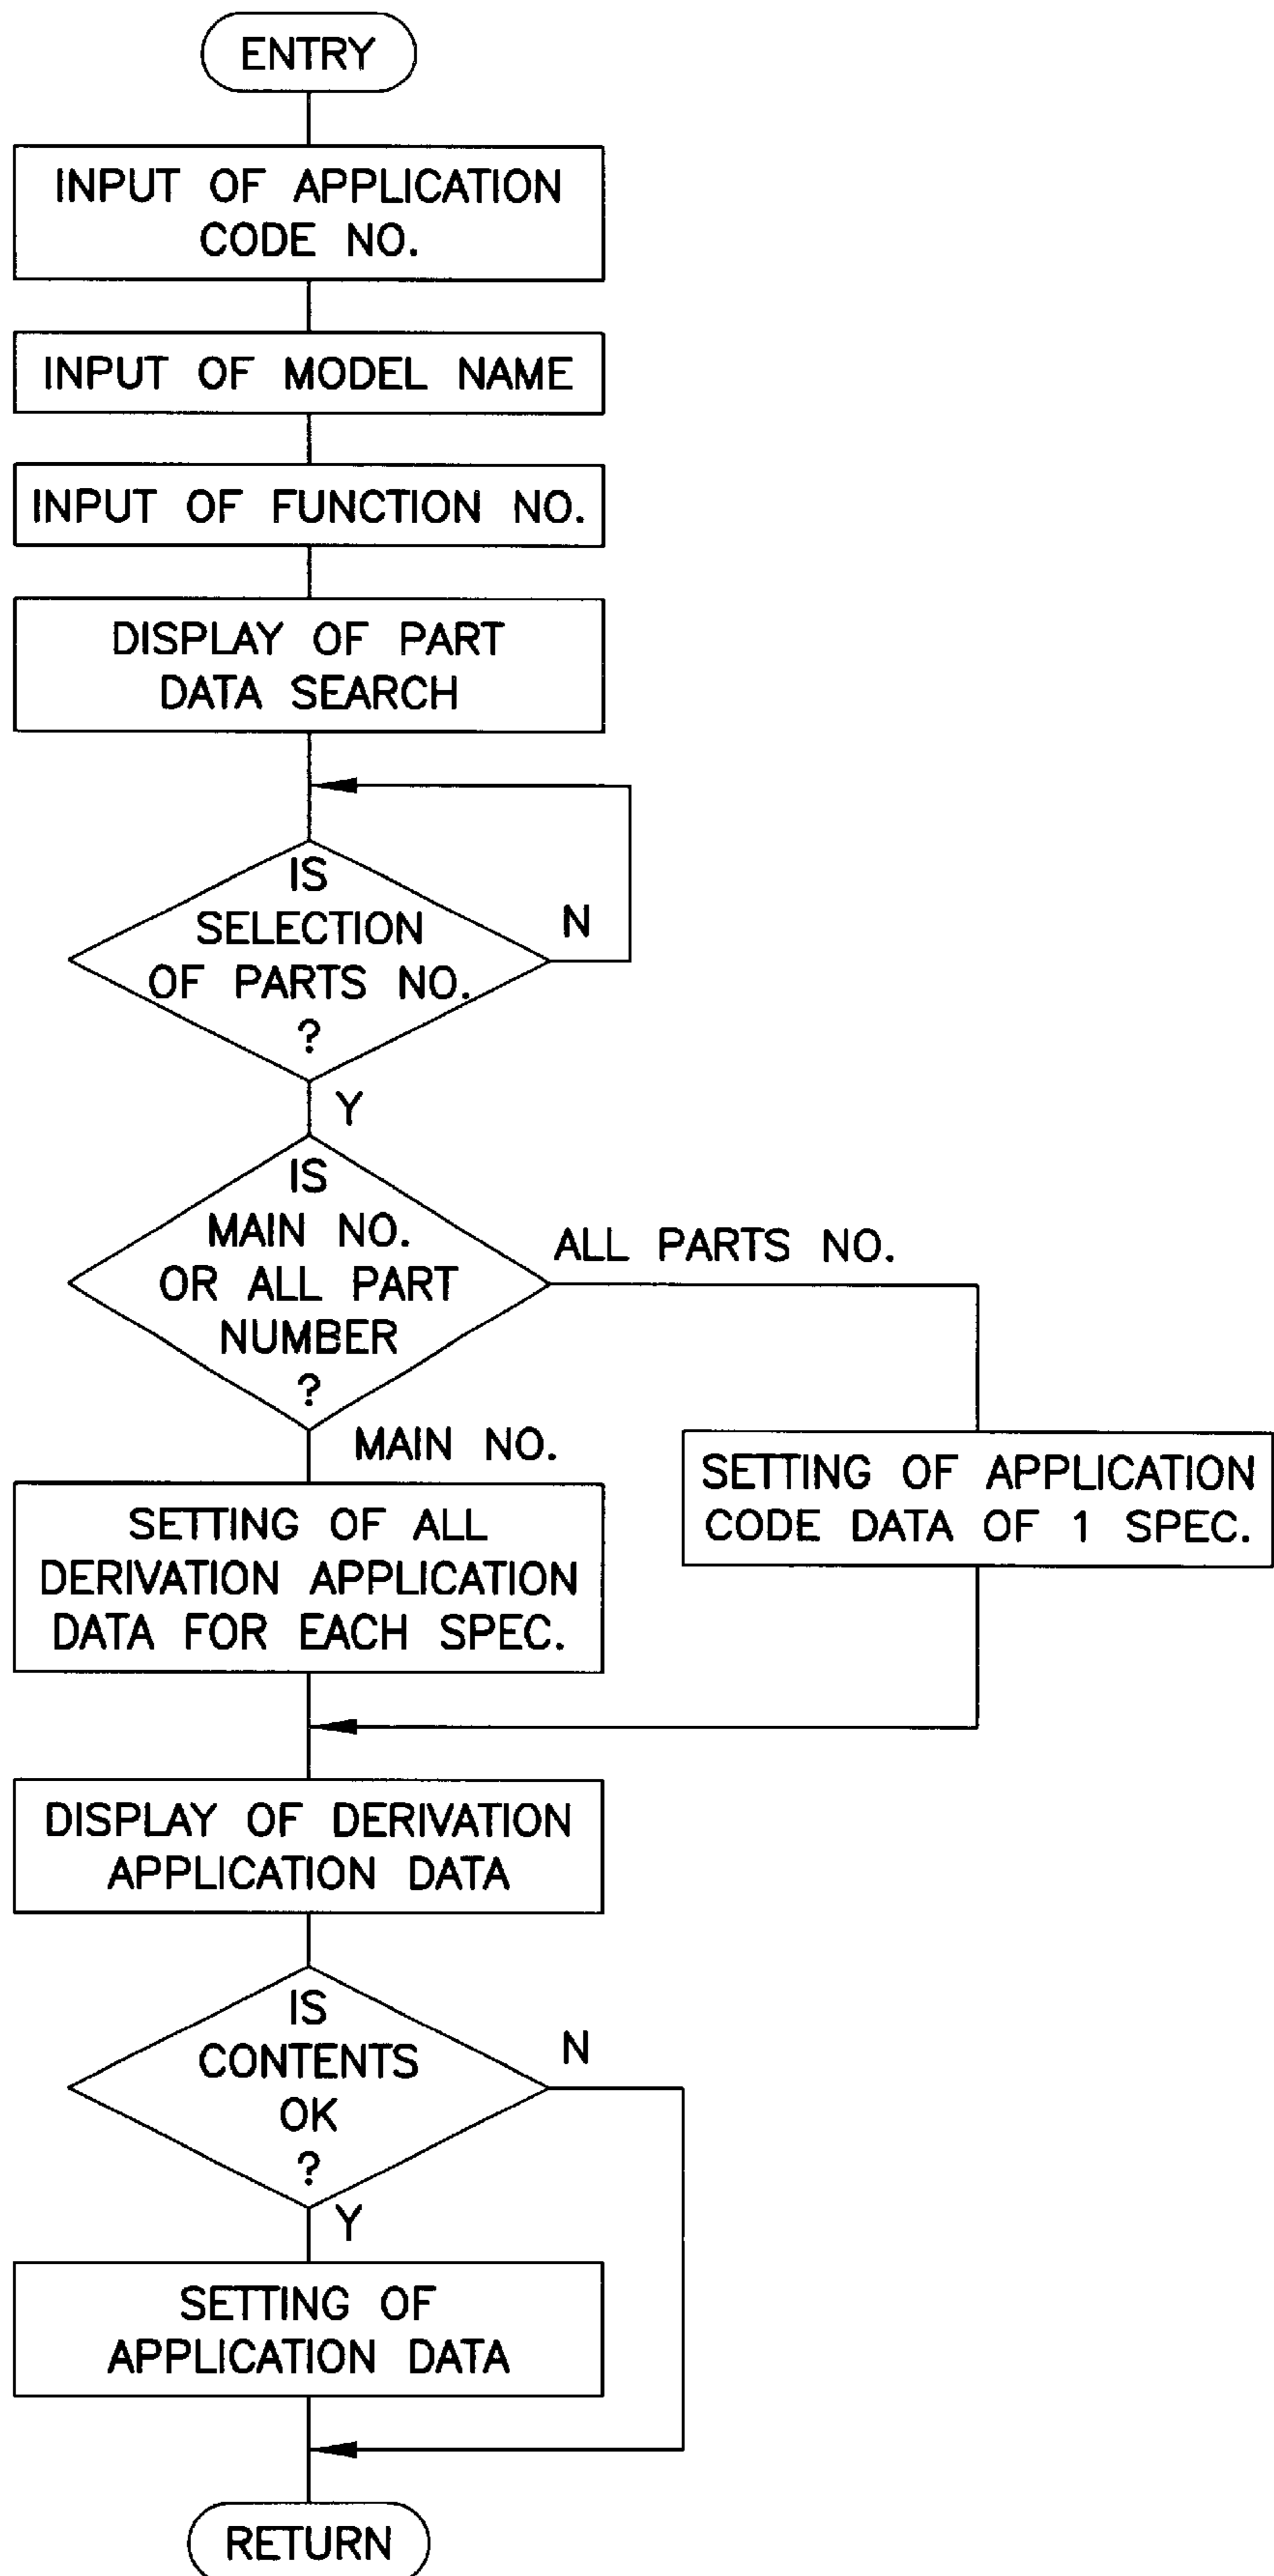 ENTRY
INPUT OF APPLICATION
CODE NO.
INPUT OF MODEL NAME
INPUT OF FUNCTION NO.
DISPLAY OF PART
DATA SEARCH
IS
SELECTION
OF PARTS NO.
?
N
Y
IS
MAIN NO.
OR ALL PART
NUMBER
?
ALL PARTS NO.
MAIN NO.
SETTING OF ALL
DERIVATION APPLICATION
DATA FOR EACH SPEC.
SETTING OF APPLICATION
CODE DATA OF 1 SPEC.
DISPLAY OF DERIVATION
APPLICATION DATA
IS
CONTENTS
OK
?
N
Y
SETTING OF
APPLICATION DATA
RETURN